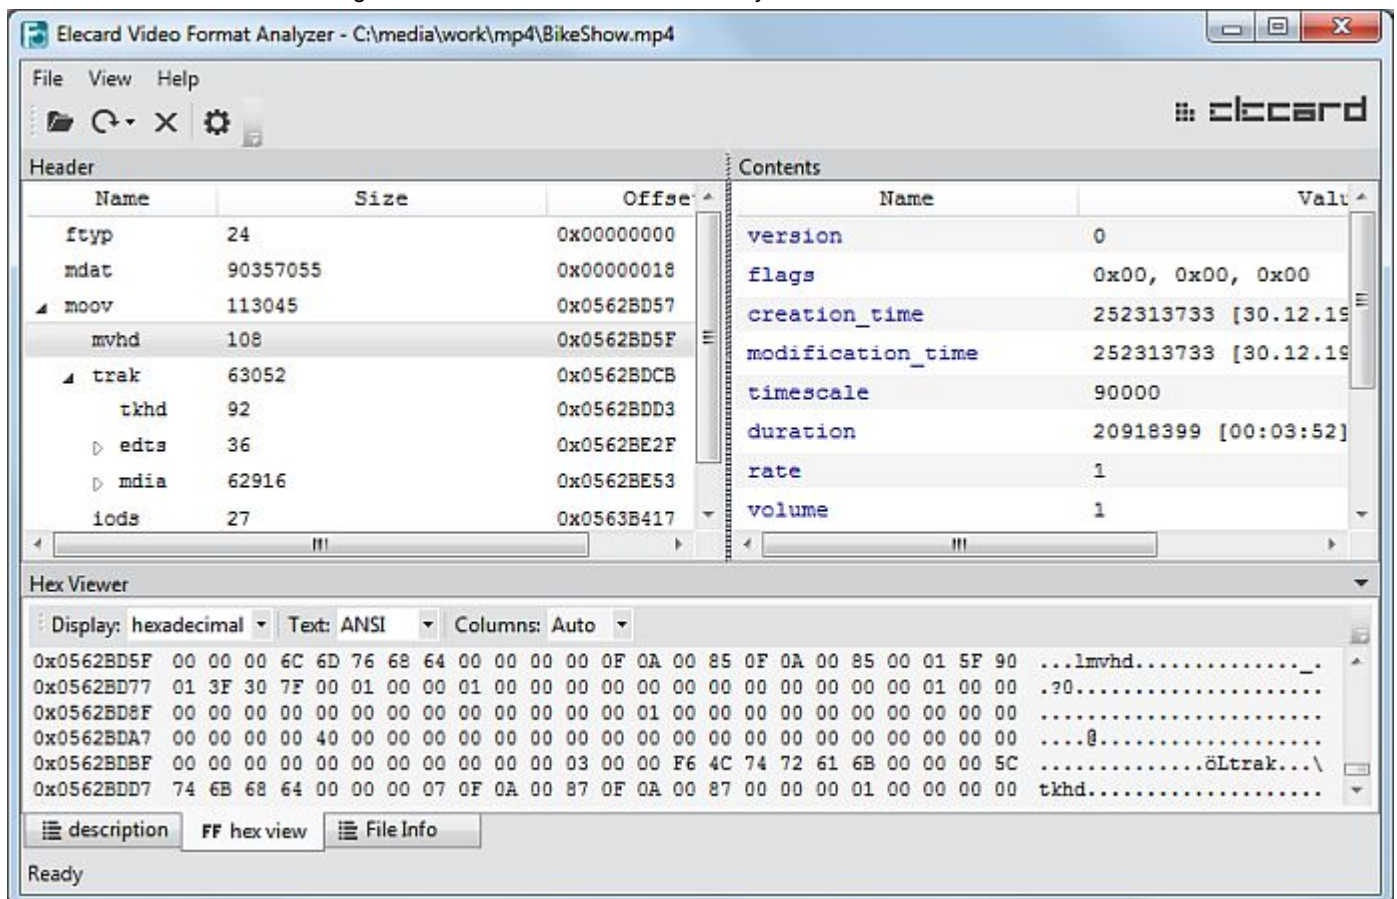 Elecard Video Format Analyzer - C:\media\work\mp4\BikeShow.mp4
File View Help
elecard
Header
Contents
Name Size Offse
Name Valu
ftyp 24 0x00000000
version 0
mdat 90357055 0x00000018
flags 0x00, 0x00, 0x00
moov 113045 0x0562BD57
creation_time 252313733 [30.12.19
mvhd 108 0x0562BD5F
modification_time 252313733 [30.12.19
trak 63052 0x0562BDCB
timescale 90000
tkhd 92 0x0562BDD3
duration 20918399 [00:03:52]
edts 36 0x0562BE2F
rate 1
mdia 62916 0x0562BE53
volume 1
iods 27 0x0563B417
Hex Viewer
Display: hexadecimal Text: ANSI Columns: Auto
0x0562BD5F 00 00 00 6C 6D 76 68 64 00 00 00 00 0F 0A 00 85 0F 0A 00 85 00 01 5F 90 ...lmvhd.............._.
0x0562BD77 01 3F 30 7F 00 01 00 00 01 00 00 00 00 00 00 00 00 00 00 00 00 01 00 00 .?0.....................
0x0562BD8F 00 00 00 00 00 00 00 00 00 00 00 00 00 01 00 00 00 00 00 00 00 00 00 00 ........................
0x0562BDA7 00 00 00 00 40 00 00 00 00 00 00 00 00 00 00 00 00 00 00 00 00 00 00 00 ....@...................
0x0562BDBF 00 00 00 00 00 00 00 00 00 00 00 03 00 00 F6 4C 74 72 61 6B 00 00 00 5C ..............öLtrak...\
0x0562BDD7 74 6B 68 64 00 00 00 07 0F 0A 00 87 0F 0A 00 87 00 00 00 01 00 00 00 00 tkhd....................
description FF hex view File Info
Ready